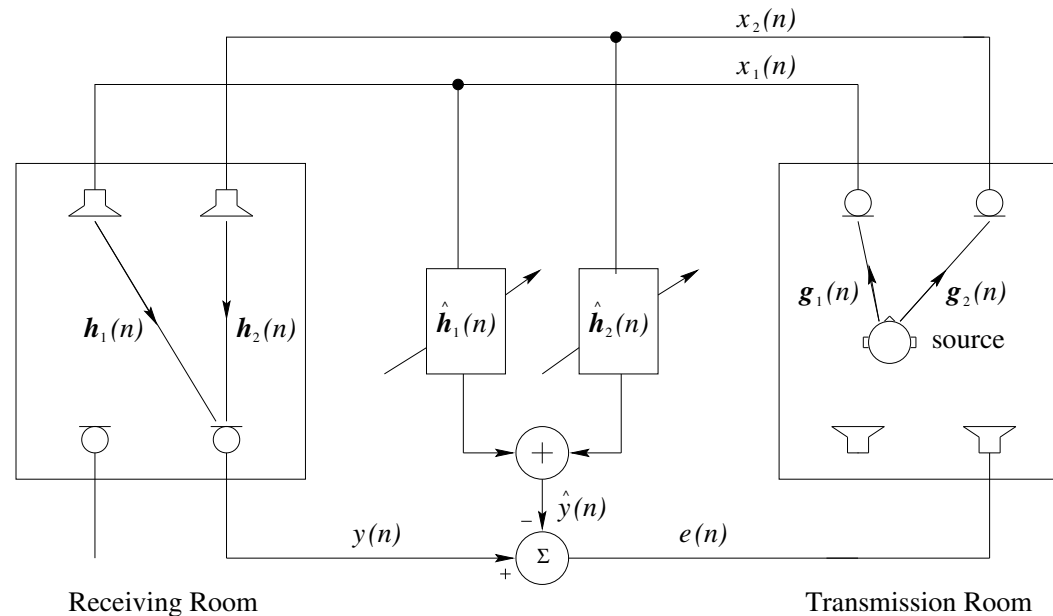 x₂(n)
x₁(n)
ĥ₁(n)
ĥ₂(n)
g₁(n)
g₂(n)
h₁(n)
h₂(n)
source
+
ŷ(n)
−
y(n)
e(n)
Σ
+
Receiving Room
Transmission Room